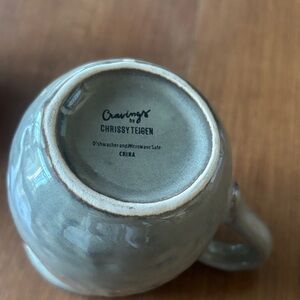 Cravings
by
CHRISSY TEIGEN
Dishwasher and Microwave Safe
CHINA